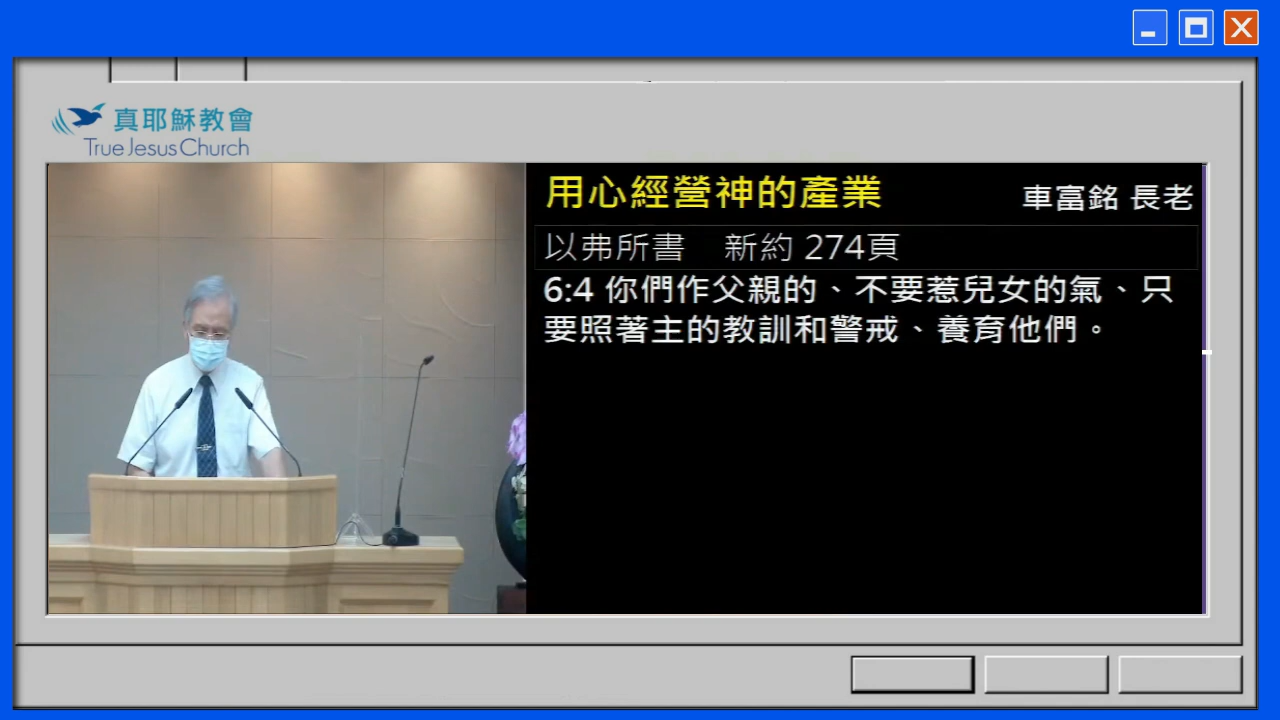 真耶穌教會
True Jesus Church
用心經營神的產業
車富銘 長老
以弗所書 新約 274頁
6:4 你們作父親的、不要惹兒女的氣、只
要照著主的教訓和警戒、養育他們。